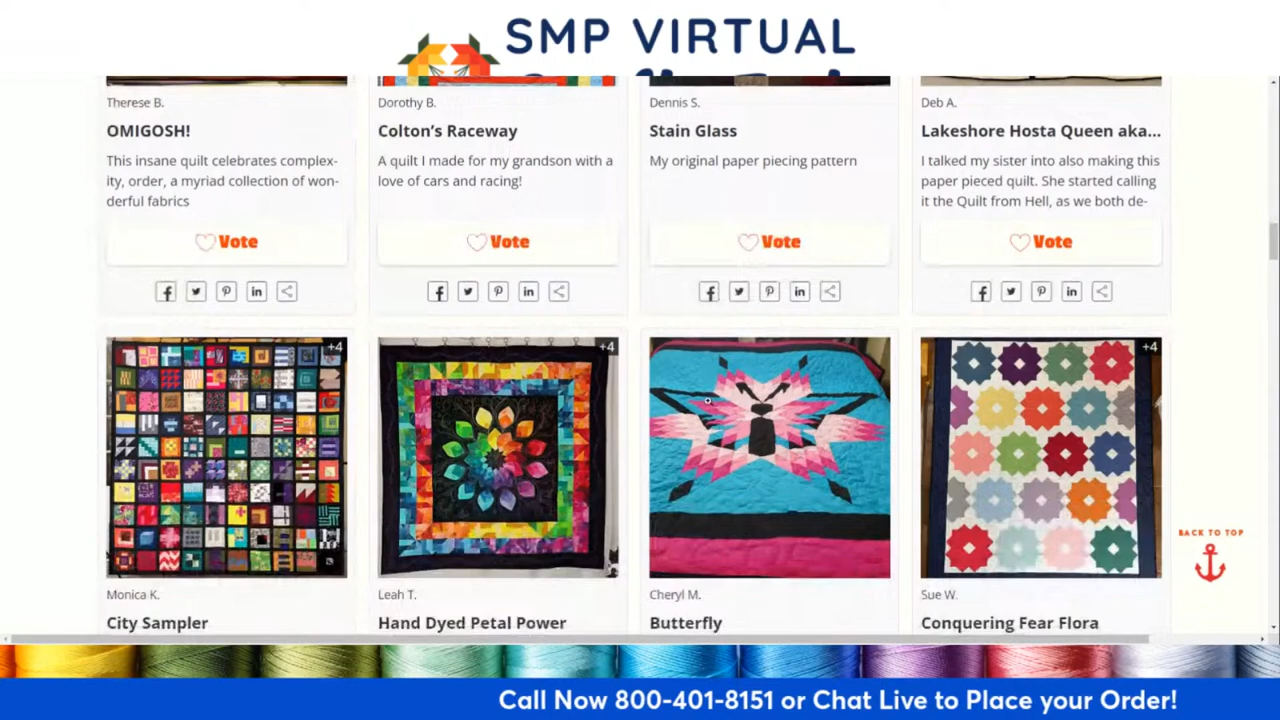 SMP VIRTUAL
Therese B.
OMIGOSH!
This insane quilt celebrates complex-
ity, order, a myriad collection of won-
derful fabrics
Vote
Dorothy B.
Colton's Raceway
A quilt I made for my grandson with a
love of cars and racing!
Vote
Dennis S.
Stain Glass
My original paper piecing pattern
Vote
Deb A.
Lakeshore Hosta Queen aka...
I talked my sister into also making this
paper pieced quilt. She started calling
it the Quilt from Hell, as we both de-
Vote
+4
Monica K.
City Sampler
+4
Leah T.
Hand Dyed Petal Power
Cheryl M.
Butterfly
+4
Sue W.
Conquering Fear Flora
BACK TO TOP
Call Now 800-401-8151 or Chat Live to Place your Order!